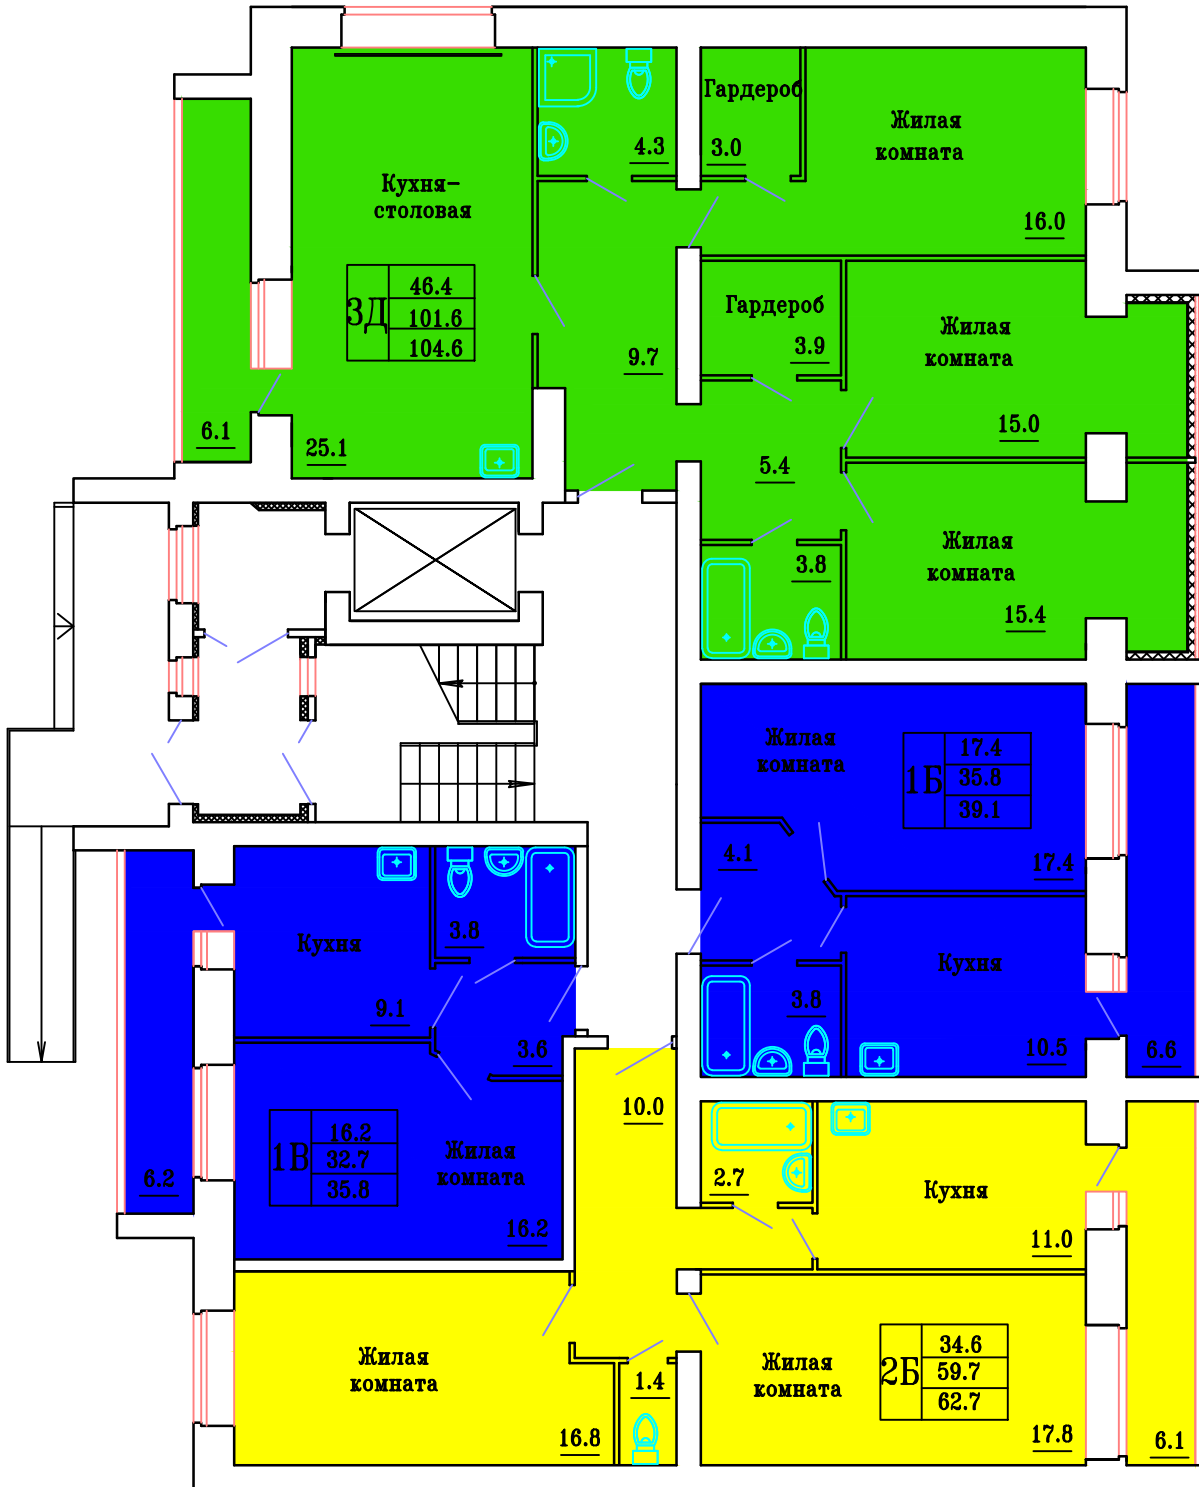 Гардероб
Жилая
комната
4.3
3.0
Кухня-
столовая
16.0
3Д
46.4
101.6
104.6
Гардероб
Жилая
комната
3.9
9.7
6.1
25.1
15.0
5.4
Жилая
комната
3.8
15.4
Жилая
комната
1Б
17.4
35.8
39.1
4.1
17.4
Кухня
3.8
9.1
Кухня
3.8
3.6
10.5
6.6
10.0
1В
16.2
32.7
35.8
Жилая
комната
6.2
16.2
2.7
Кухня
11.0
Жилая
комната
16.8
1.4
Жилая
комната
2Б
34.6
59.7
62.7
17.8
6.1